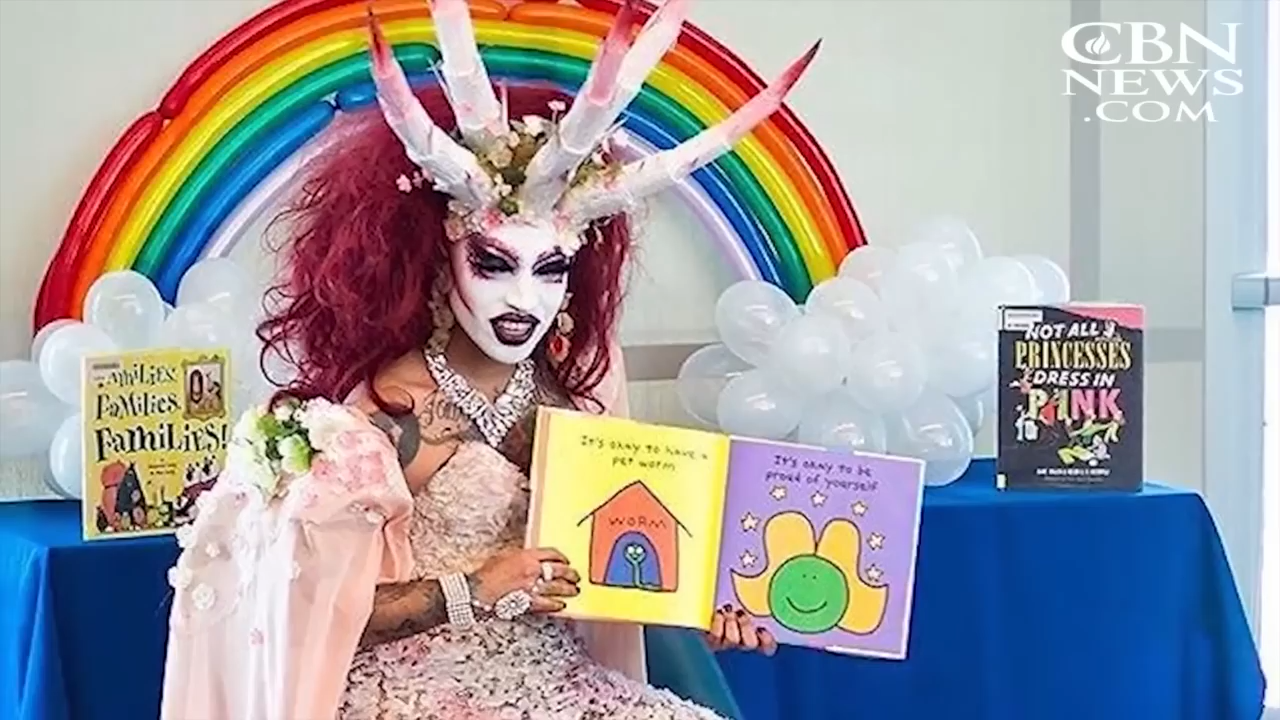 CBN
NEWS
.COM
FAMILIES,
FAMILIES,
FAMILIES!
NOT ALL
PRINCESSES
DRESS IN
PINK
It's okay to have a
pet worm
WORM
It's okay to be
proud of yourself